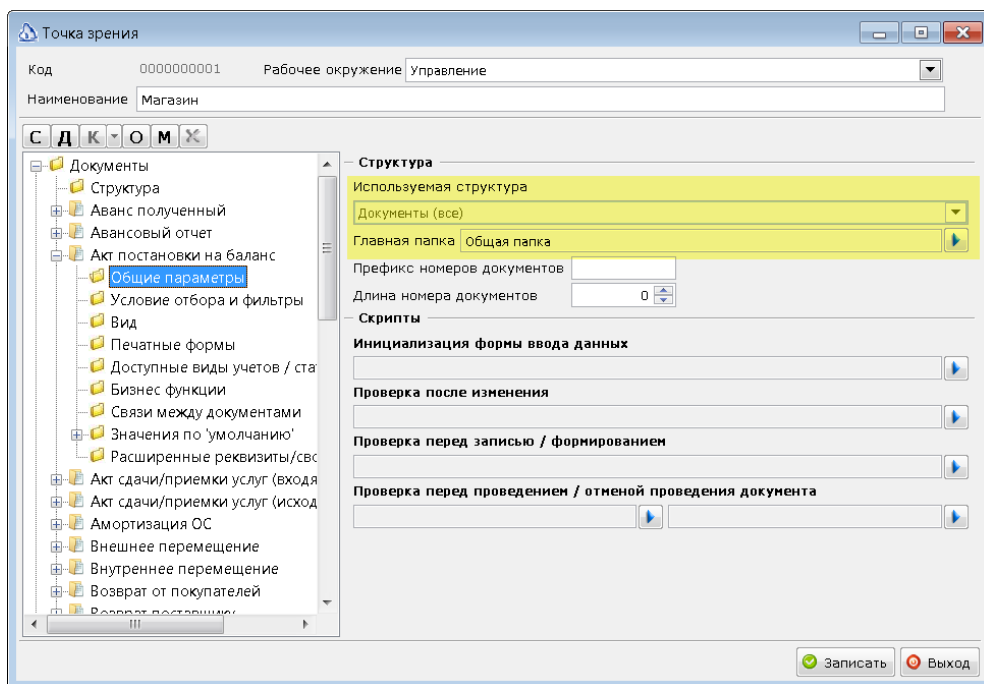 Точка зрения
Код 0000000001 Рабочее окружение Управление
Наименование Магазин
С Д К О М
Документы
Структура
Аванс полученный
Авансовый отчет
Акт постановки на баланс
Общие параметры
Условие отбора и фильтры
Вид
Печатные формы
Доступные виды учетов / ста
Бизнес функции
Связи между документами
Значения по 'умолчанию'
Расширенные реквизиты/сво
Акт сдачи/приемки услуг (входя
Акт сдачи/приемки услуг (исход
Амортизация ОС
Внешнее перемещение
Внутреннее перемещение
Возврат от покупателей
Возврат поставщику
Структура
Используемая структура
Документы (все)
Главная папка Общая папка
Префикс номеров документов
Длина номера документов 0
Скрипты
Инициализация формы ввода данных
Проверка после изменения
Проверка перед записью / формированием
Проверка перед проведением / отменой проведения документа
Записать Выход